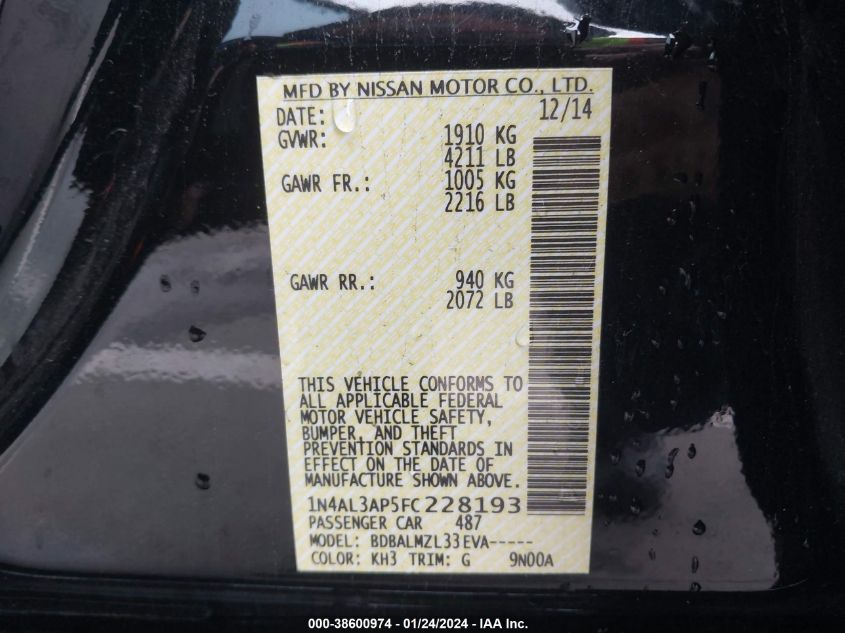 MFD BY NISSAN MOTOR CO., LTD.
DATE: 12/14
GVWR: 1910 KG
4211 LB
GAWR FR.: 1005 KG
2216 LB
GAWR RR.: 940 KG
2072 LB
THIS VEHICLE CONFORMS TO
ALL APPLICABLE FEDERAL
MOTOR VEHICLE SAFETY,
BUMPER, AND THEFT
PREVENTION STANDARDS IN
EFFECT ON THE DATE OF
MANUFACTURE SHOWN ABOVE.
1N4AL3AP5FC228193
PASSENGER CAR 487
MODEL: BDBALMZL33EVA-----
COLOR: KH3 TRIM: G 9N00A
000-38600974 - 01/24/2024 - IAA Inc.